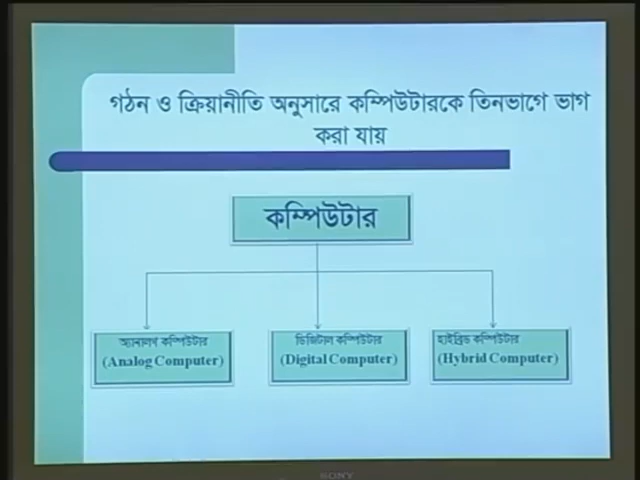 গঠন ও ক্রিয়ানীতি অনুসারে কম্পিউটারকে তিনভাগে ভাগ
করা যায়
কম্পিউটার
অ্যানালগ কম্পিউটার
(Analog Computer)
ডিজিটাল কম্পিউটার
(Digital Computer)
হাইব্রিড কম্পিউটার
(Hybrid Computer)
SONY